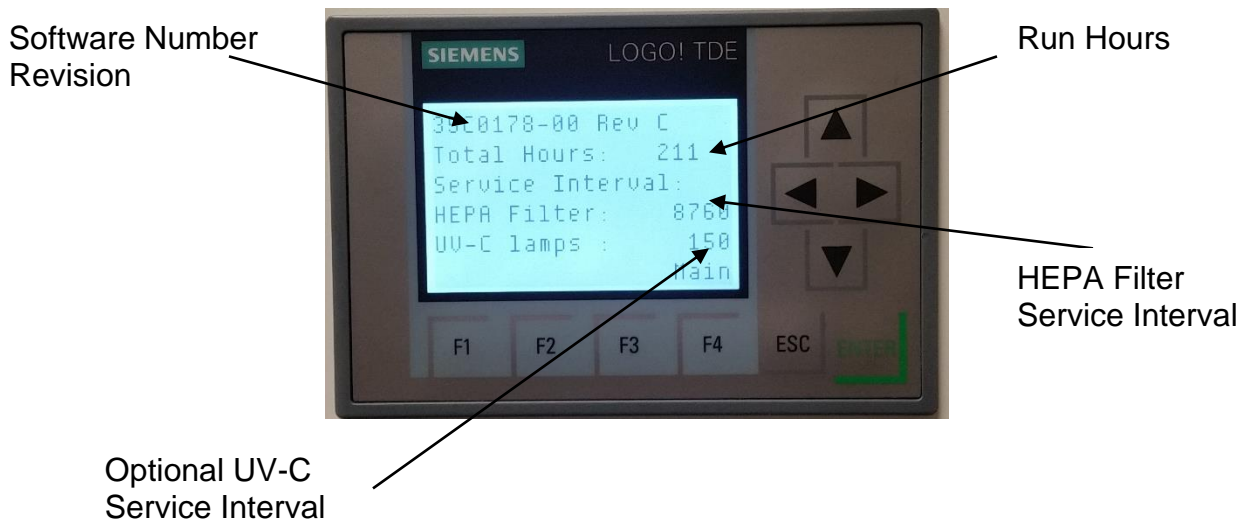 Software Number
Revision
Run Hours
SIEMENS LOGO! TDE
Rev C
Total Hours: 211
Service Interval:
HEPA Filter: 8760
UV-C lamps : 150
Main
F1 F2 F3 F4 ESC ENTER
HEPA Filter
Service Interval
Optional UV-C
Service Interval